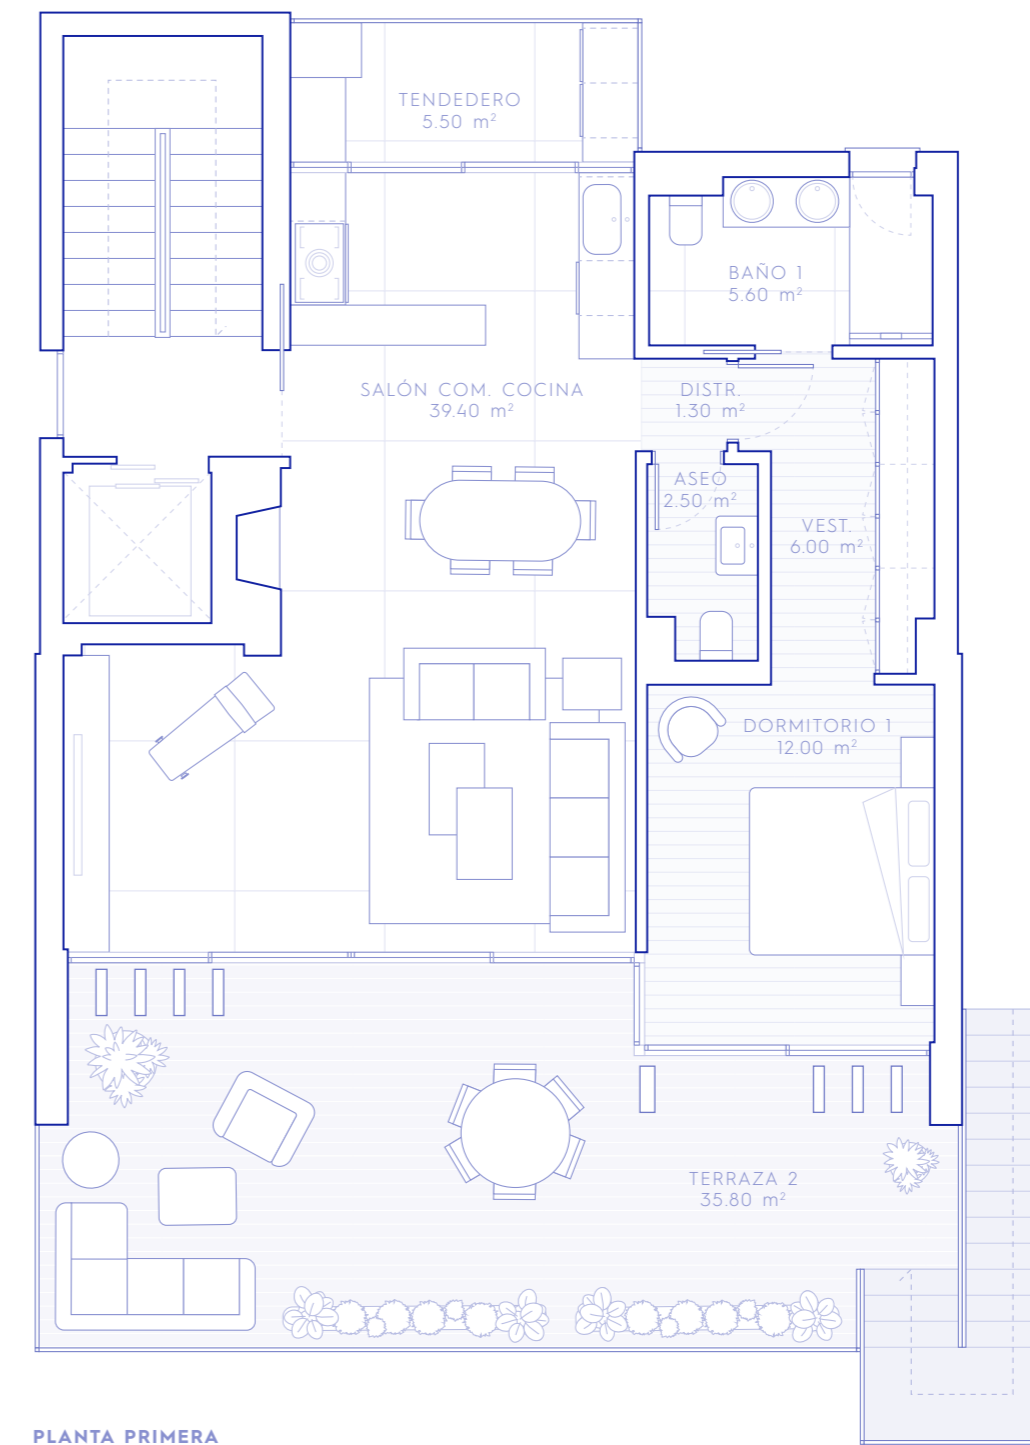 TENDEDERO
5.50 m²
BAÑO 1
5.60 m²
SALÓN COM. COCINA
39.40 m²
DISTR.
1.30 m²
ASEO
2.50 m²
VEST.
6.00 m²
DORMITORIO 1
12.00 m²
TERRAZA 2
35.80 m²
PLANTA PRIMERA